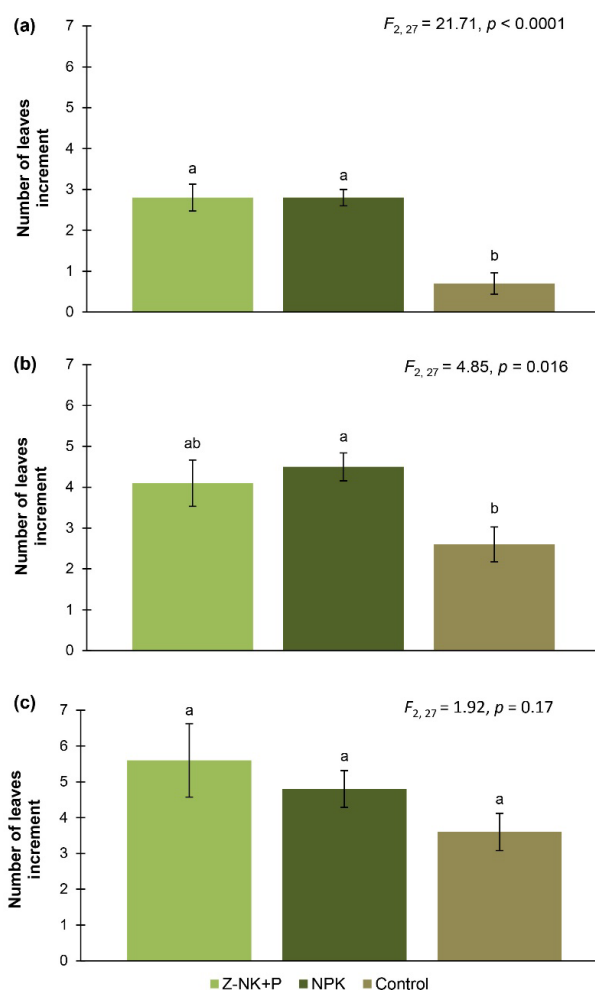 (a)
F2, 27 = 21.71, p < 0.0001
Number of leaves
increment
7
6
5
4
3
2
1
0
a
a
b
(b)
F2, 27 = 4.85, p = 0.016
Number of leaves
increment
7
6
5
4
3
2
1
0
ab
a
b
(c)
F2, 27 = 1.92, p = 0.17
Number of leaves
increment
7
6
5
4
3
2
1
0
a
a
a
Z-NK+P NPK Control